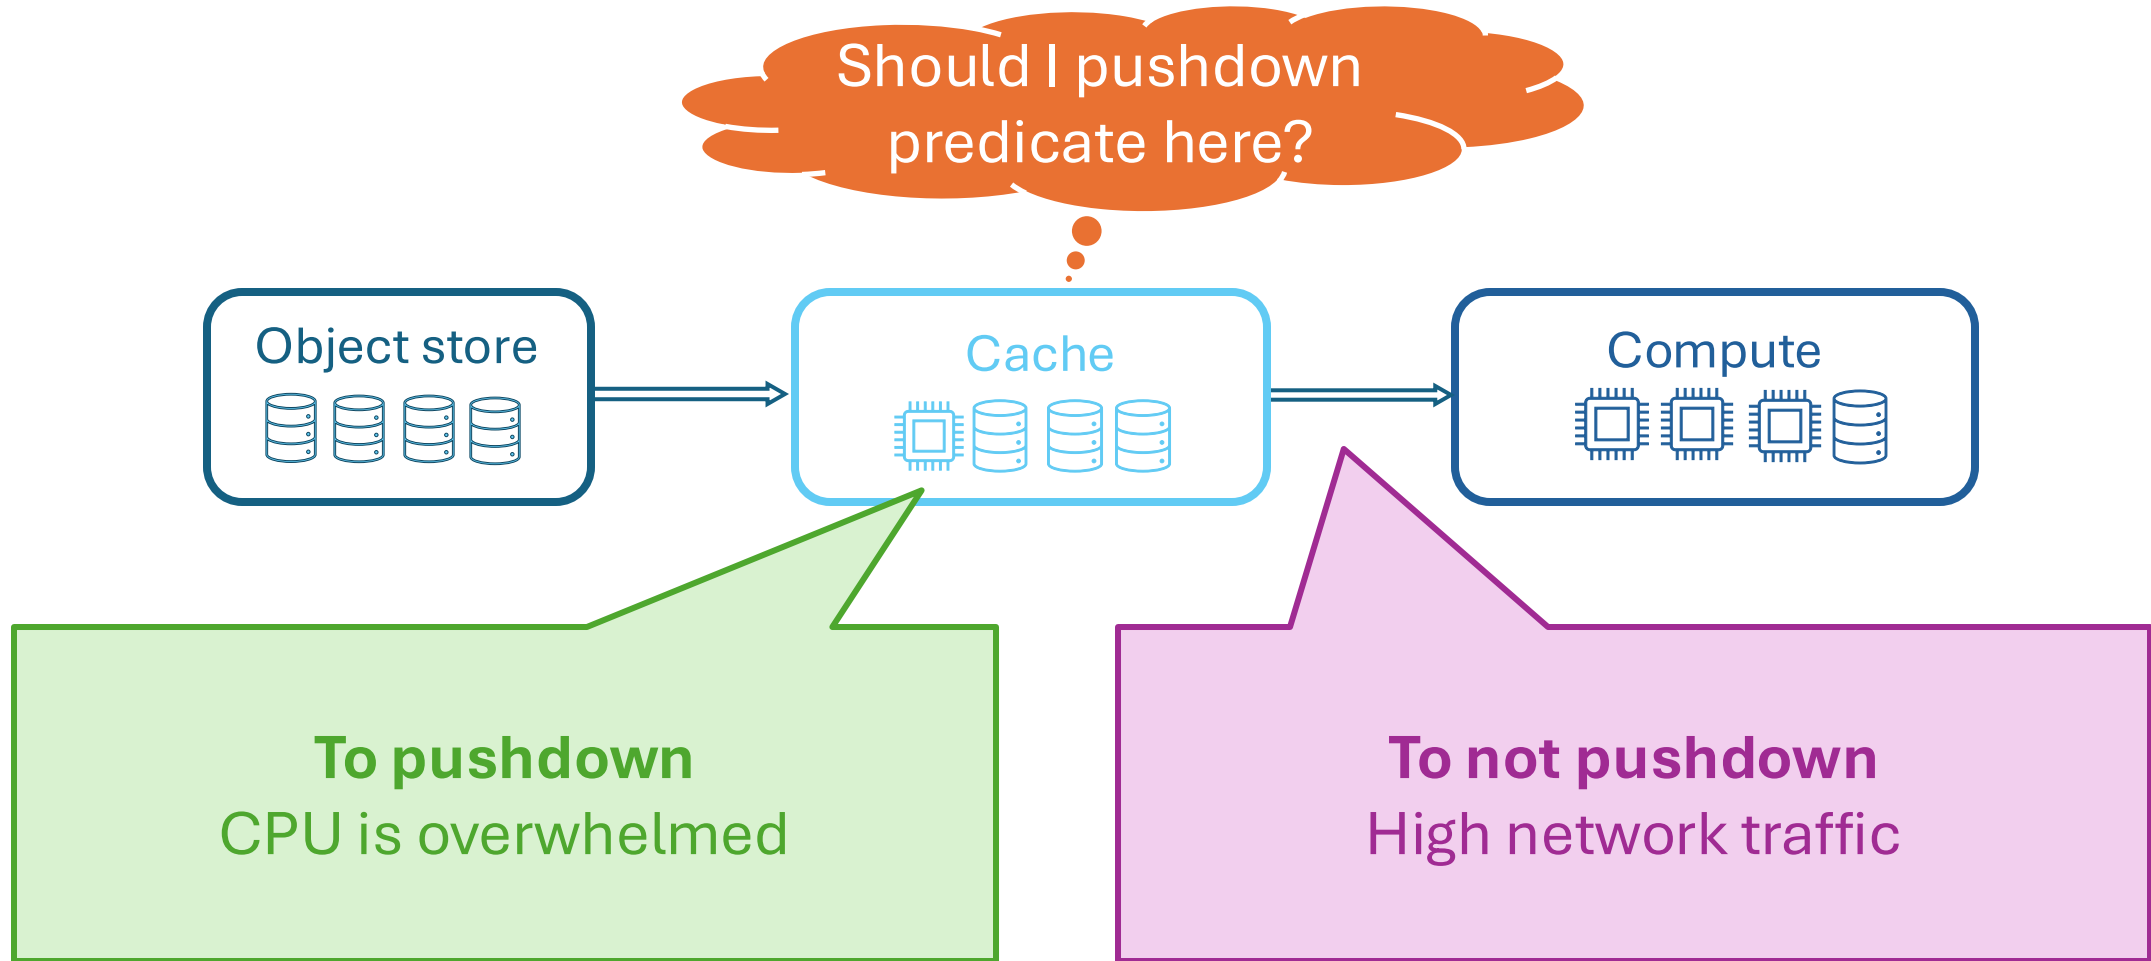 Should I pushdown
predicate here?
Object store
Cache
Compute
To pushdown
CPU is overwhelmed
To not pushdown
High network traffic